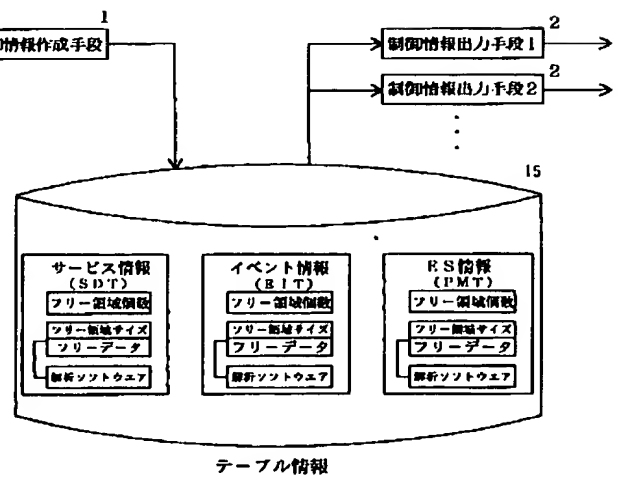 1
御情報作成手段
2
制御情報出力手段1
2
制御情報出力手段2
15
サービス情報
(SDT)
フリー領域個数
フリー領域サイズ
フリーデータ
解析ソフトウエア
イベント情報
(EIT)
フリー領域個数
フリー領域サイズ
フリーデータ
解析ソフトウエア
ES情報
(PMT)
フリー領域個数
フリー領域サイズ
フリーデータ
解析ソフトウエア
テーブル情報